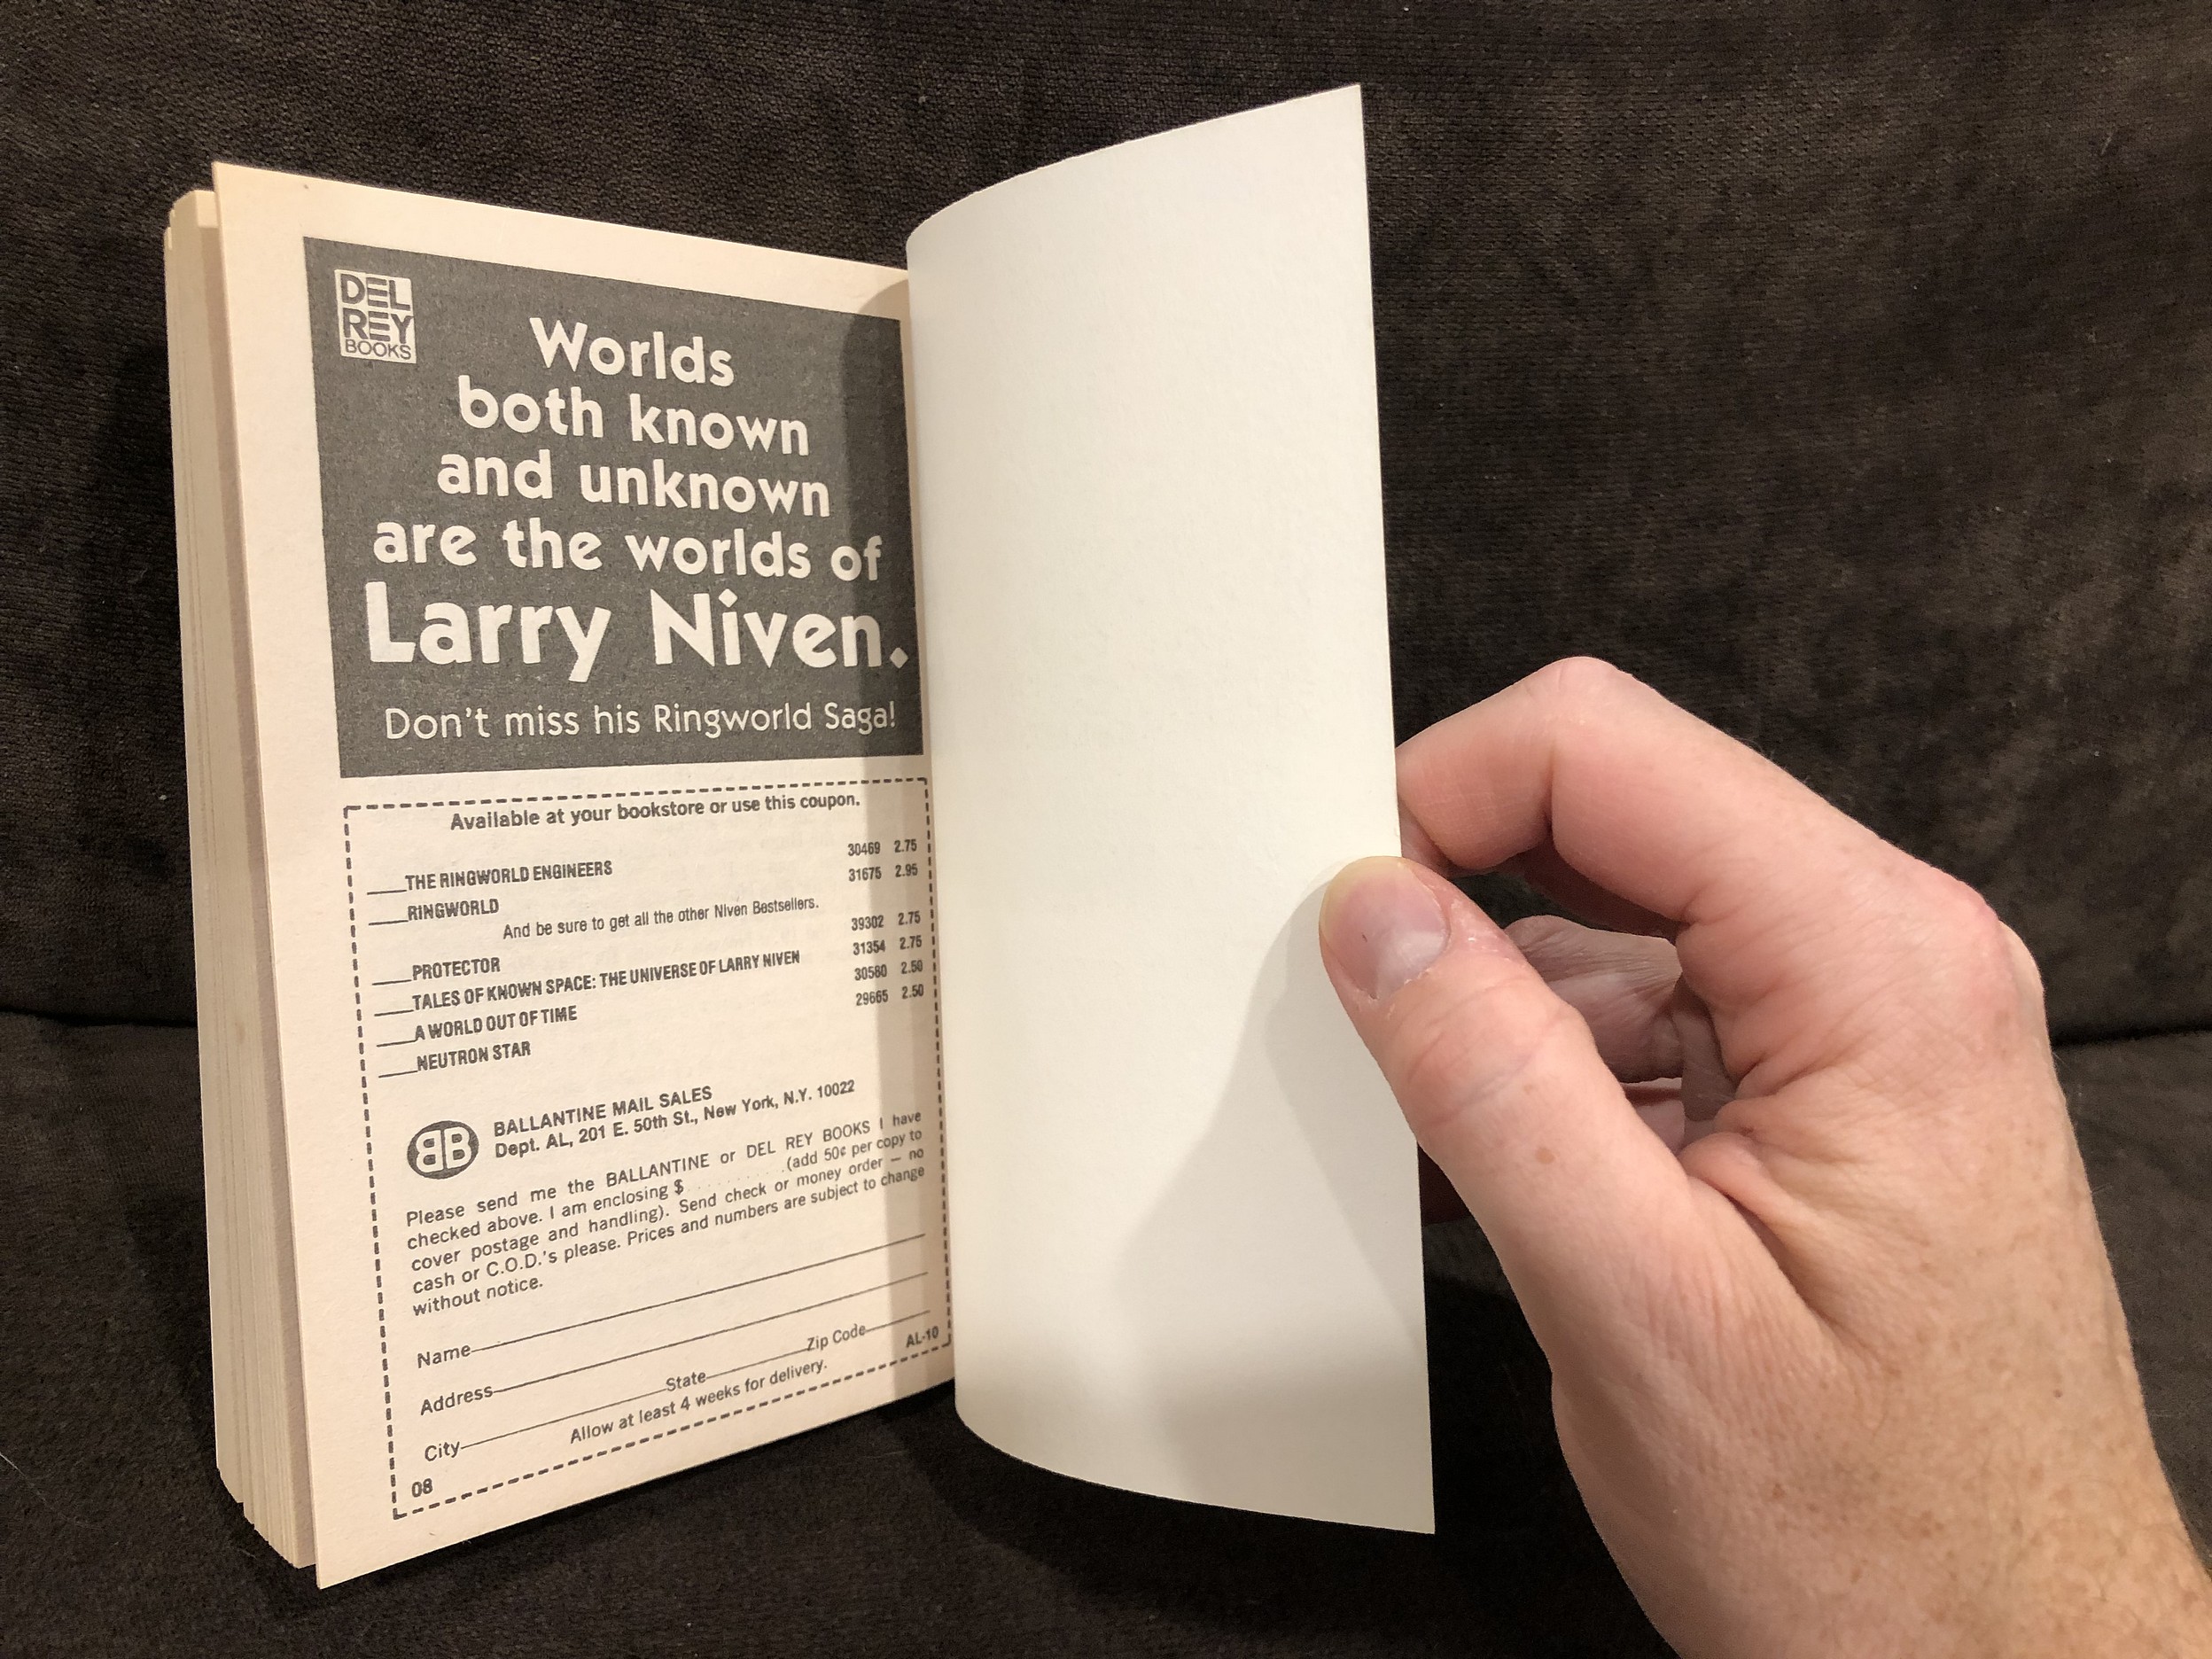 DEL
REY
BOOKS
Worlds
both known
and unknown
are the worlds of
Larry Niven.
Don't miss his Ringworld Saga!
Available at your bookstore or use this coupon.
____THE RINGWORLD ENGINEERS 30469 2.75
____RINGWORLD 31675 2.95
And be sure to get all the other Niven Bestsellers.
____PROTECTOR 39302 2.75
____TALES OF KNOWN SPACE: THE UNIVERSE OF LARRY NIVEN 31354 2.75
____A WORLD OUT OF TIME 30580 2.50
____NEUTRON STAR 29665 2.50
BB
BALLANTINE MAIL SALES
Dept. AL, 201 E. 50th St., New York, N.Y. 10022
Please send me the BALLANTINE or DEL REY BOOKS I have
checked above. I am enclosing $.......... (add 50¢ per copy to
cover postage and handling). Send check or money order — no
cash or C.O.D.'s please. Prices and numbers are subject to change
without notice.
Name
Address
City State Zip Code
Allow at least 4 weeks for delivery. AL-10
08